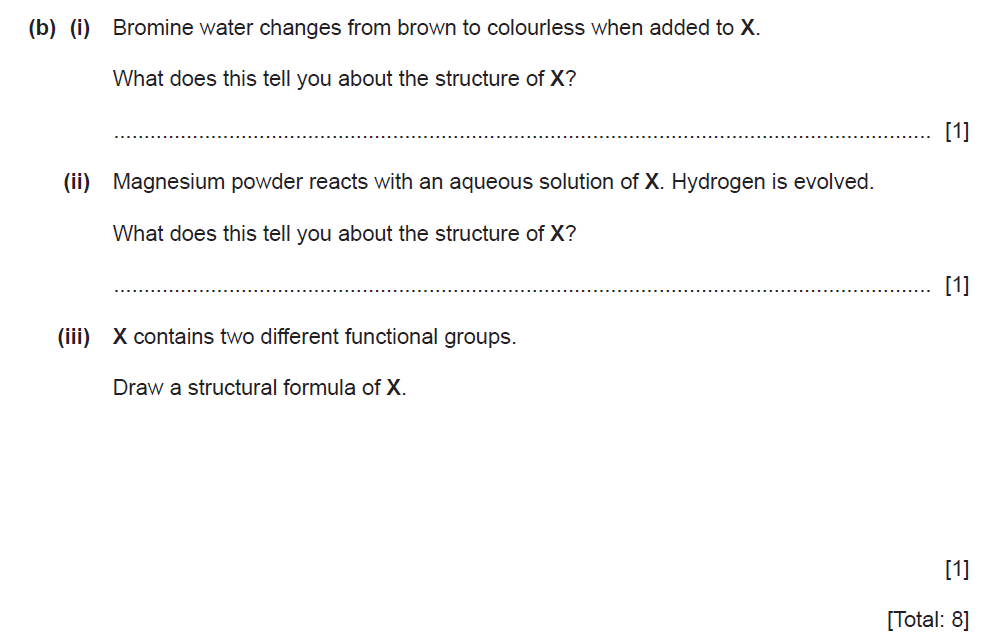 (b) (i) Bromine water changes from brown to colourless when added to X.
What does this tell you about the structure of X?
.......................................................................................................................................... [1]
(ii) Magnesium powder reacts with an aqueous solution of X. Hydrogen is evolved.
What does this tell you about the structure of X?
.......................................................................................................................................... [1]
(iii) X contains two different functional groups.
Draw a structural formula of X.
[1]
[Total: 8]